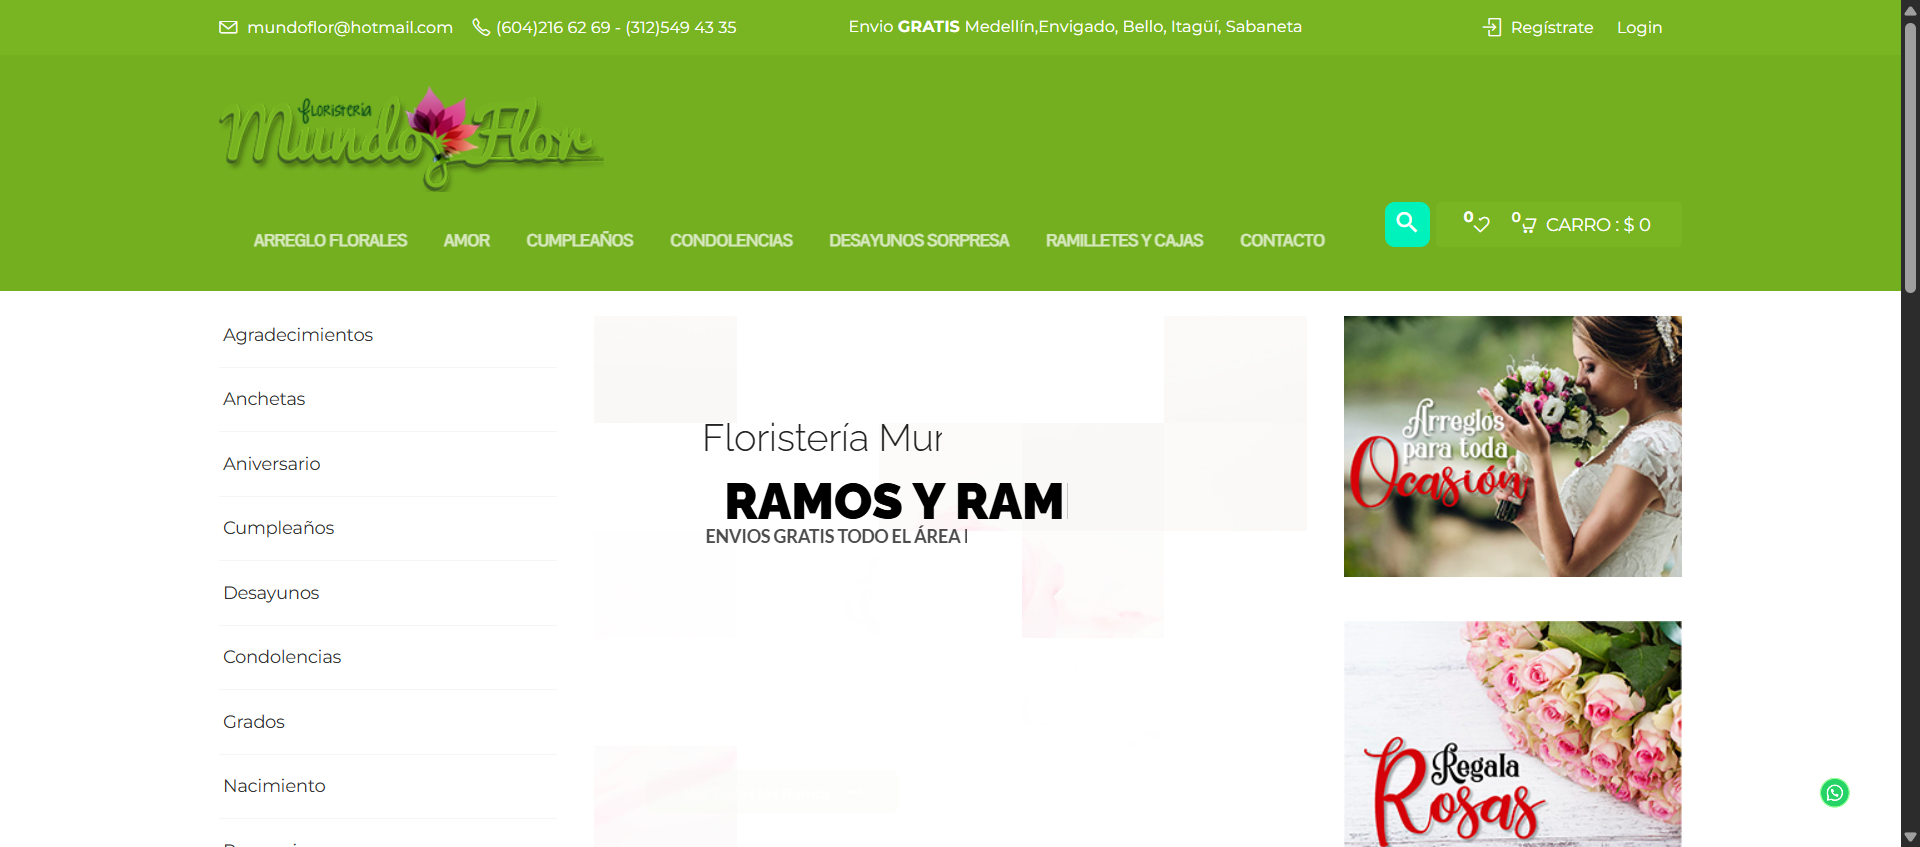 mundoflor@hotmail.com
(604)216 62 69 - (312)549 43 35
Envio GRATIS Medellín,Envigado, Bello, Itagüí, Sabaneta
Regístrate
Login
Floristería
Mundo Flor
ARREGLO FLORALES
AMOR
CUMPLEAÑOS
CONDOLENCIAS
DESAYUNOS SORPRESA
RAMILLETES Y CAJAS
CONTACTO
0
0
CARRO : $ 0
Agradecimientos
Anchetas
Aniversario
Cumpleaños
Desayunos
Condolencias
Grados
Nacimiento
Floristería Mun
RAMOS Y RAM
ENVIOS GRATIS TODO EL ÁREA
Arreglos
para toda
Ocasión
Regala
Rosas